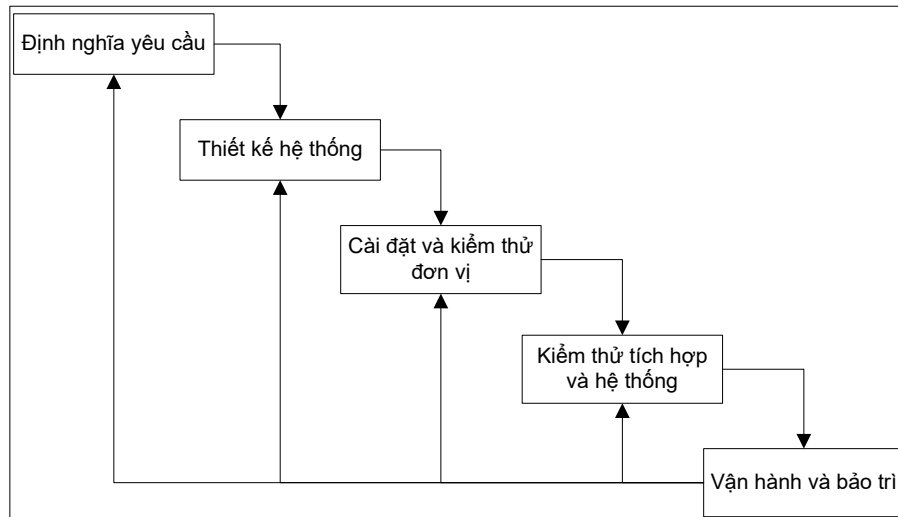 Định nghĩa yêu cầu
Thiết kế hệ thống
Cài đặt và kiểm thử
đơn vị
Kiểm thử tích hợp
và hệ thống
Vận hành và bảo trì